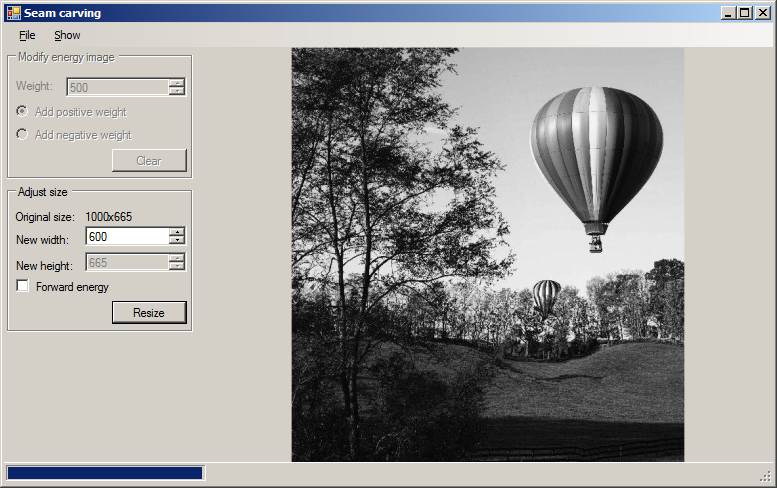 Seam carving
File Show
Modify energy image
Weight: 500
Add positive weight
Add negative weight
Clear
Adjust size
Original size: 1000x665
New width: 600
New height: 665
Forward energy
Resize